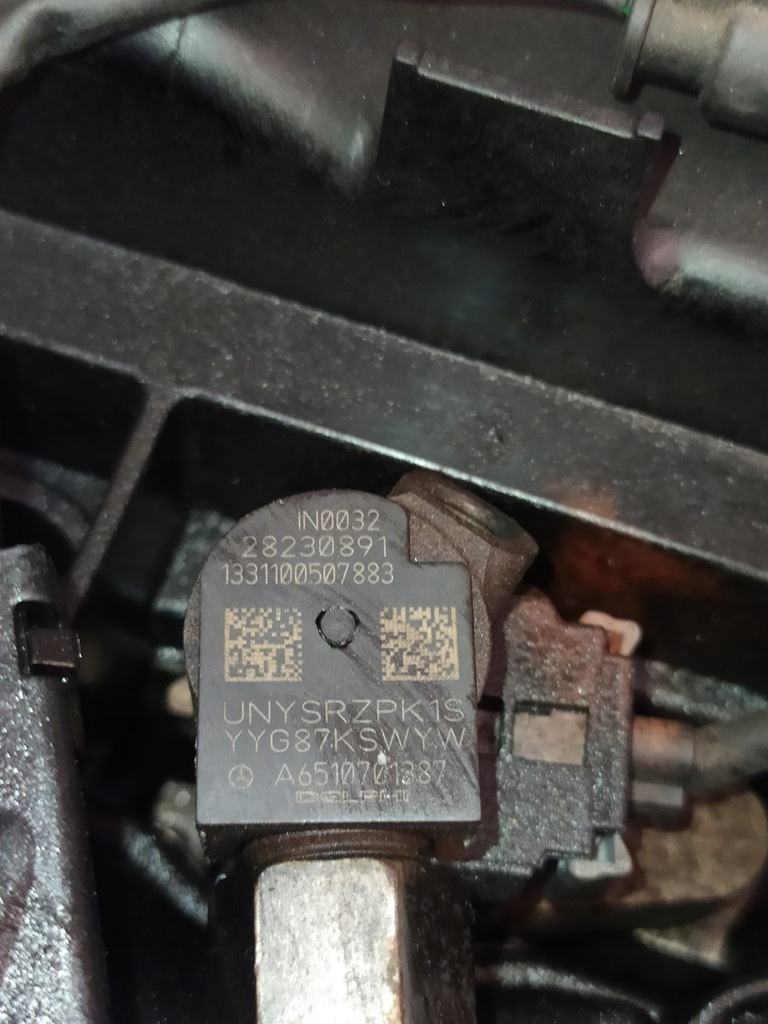 IN0032
28230891
1331100507883
UNYSRZPK1S
YYG87KSWYW
A6510701387
DELPHI